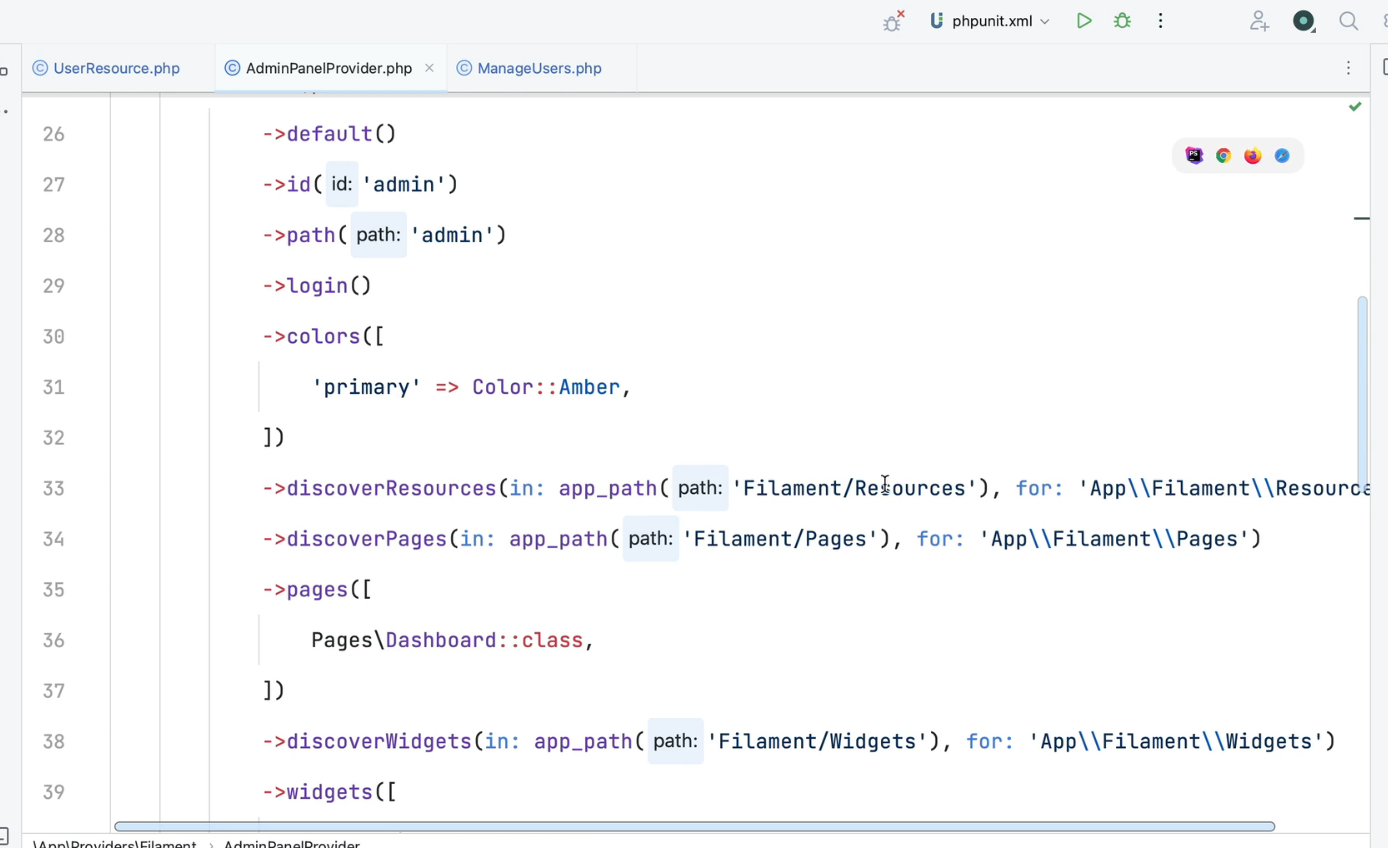 phpunit.xml
UserResource.php
AdminPanelProvider.php
ManageUsers.php
26 ->default()
27 ->id( id: 'admin')
28 ->path( path: 'admin')
29 ->login()
30 ->colors([
31 'primary' => Color::Amber,
32 ])
33 ->discoverResources(in: app_path( path: 'Filament/Resources'), for: 'App\\Filament\\Resource
34 ->discoverPages(in: app_path( path: 'Filament/Pages'), for: 'App\\Filament\\Pages')
35 ->pages([
36 Pages\Dashboard::class,
37 ])
38 ->discoverWidgets(in: app_path( path: 'Filament/Widgets'), for: 'App\\Filament\\Widgets')
39 ->widgets([
\App\Providers\Filament › AdminPanelProvider